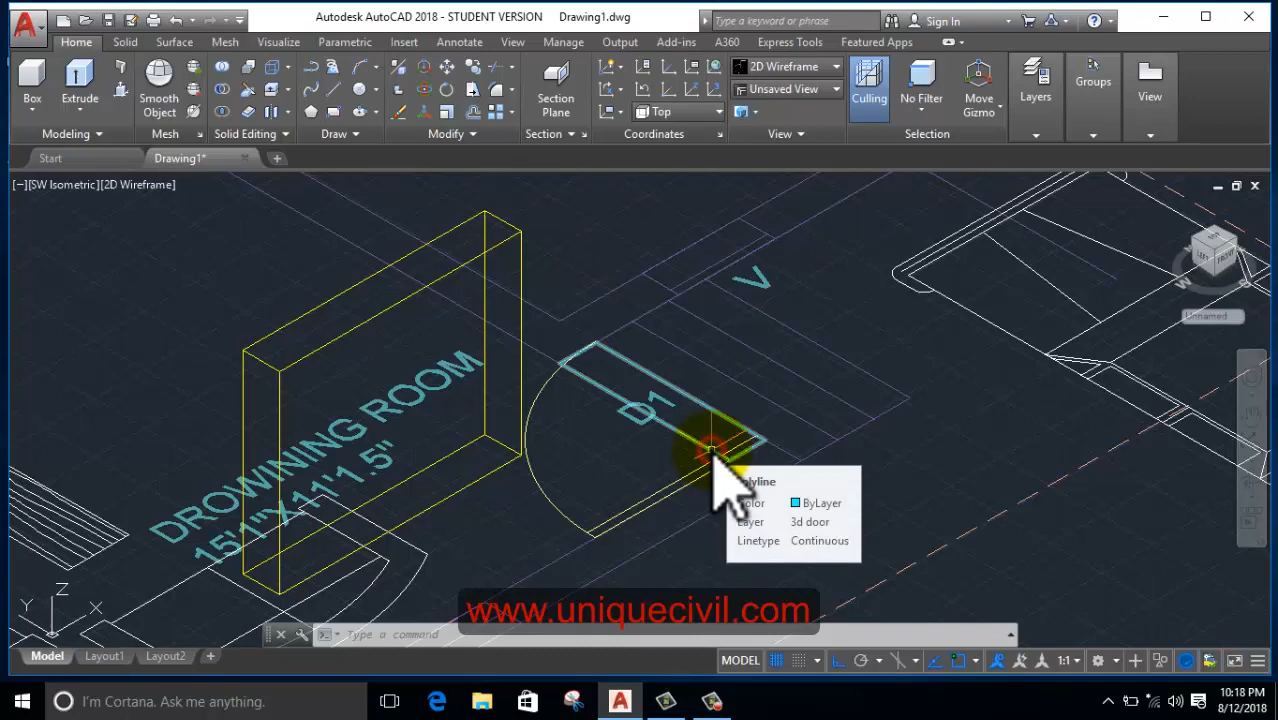 Autodesk AutoCAD 2018 - STUDENT VERSION Drawing1.dwg
Type a keyword or phrase
Sign In
Home Solid Surface Mesh Visualize Parametric Insert Annotate View Manage Output Add-ins A360 Express Tools Featured Apps
Box
Extrude
Smooth
Object
Section
Plane
Top
2D Wireframe
Unsaved View
Culling
No Filter
Move
Gizmo
Layers
Groups
View
Modeling Mesh Solid Editing Draw Modify Section Coordinates View Selection
Start
Drawing1*
[−][SW Isometric][2D Wireframe]
TOP
LEFT
FRONT
W
S
Unnamed
V
D1
DROWINING ROOM
15'1"X11'1.5"
olyline
olor ByLayer
Layer 3d door
Linetype Continuous
Z
Y
X
www.uniquecivil.com
Type a command
Model Layout1 Layout2
MODEL
1:1
I'm Cortana. Ask me anything.
10:18 PM
8/12/2018